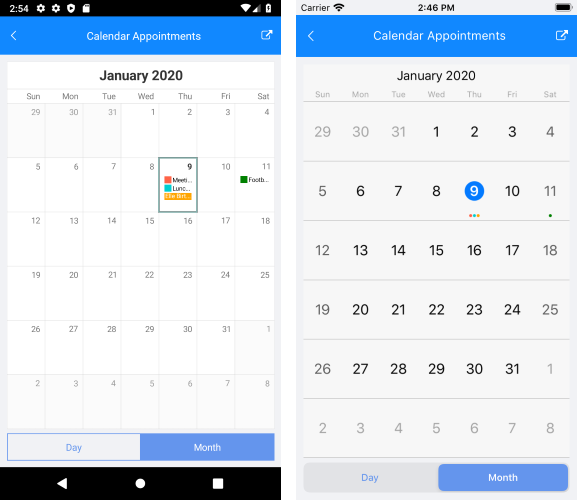 2:54
Calendar Appointments
January 2020
Sun Mon Tue Wed Thu Fri Sat
29 30 31 1 2 3 4
5 6 7 8 9 10 11
Meeti... Footb...
Lunc...
12 13 14 15 16 17 18
19 20 21 22 23 24 25
26 27 28 29 30 31 1
2 3 4 5 6 7 8
Day Month
Carrier 2:46 PM
Calendar Appointments
January 2020
Sun Mon Tue Wed Thu Fri Sat
29 30 31 1 2 3 4
5 6 7 8 9 10 11
12 13 14 15 16 17 18
19 20 21 22 23 24 25
26 27 28 29 30 31 1
2 3 4 5 6 7 8
Day Month